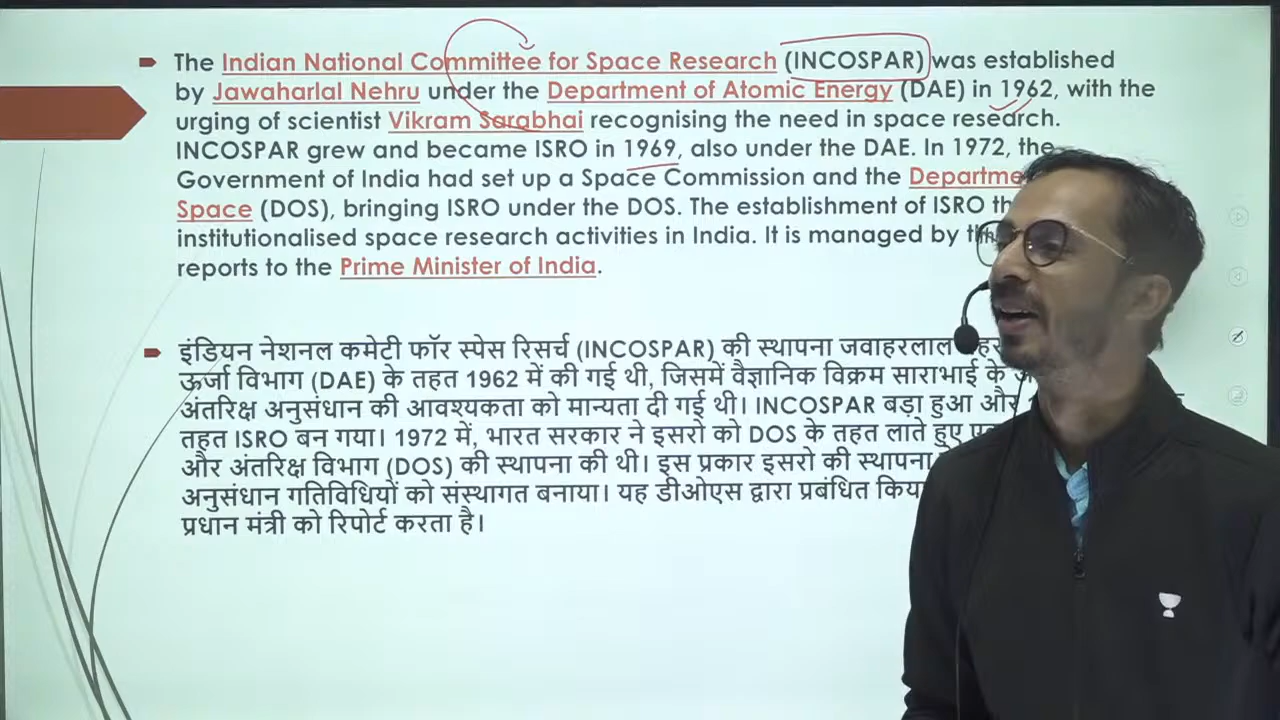 The Indian National Committee for Space Research (INCOSPAR) was established
by Jawaharlal Nehru under the Department of Atomic Energy (DAE) in 1962, with the
urging of scientist Vikram Sarabhai recognising the need in space research.
INCOSPAR grew and became ISRO in 1969, also under the DAE. In 1972, the
Government of India had set up a Space Commission and the
Space (DOS), bringing ISRO under the DOS. The establishment of ISRO
institutionalised space research activities in India. It is managed by
reports to the Prime Minister of India.
इंडियन नेशनल कमेटी फॉर स्पेस रिसर्च (INCOSPAR) की स्थापना जवाहरलाल
ऊर्जा विभाग (DAE) के तहत 1962 में की गई थी, जिसमें वैज्ञानिक विक्रम साराभाई के
अंतरिक्ष अनुसंधान की आवश्यकता को मान्यता दी गई थी। INCOSPAR बड़ा हुआ और
तहत ISRO बन गया। 1972 में, भारत सरकार ने इसरो को DOS के तहत लाते हुए
और अंतरिक्ष विभाग (DOS) की स्थापना की थी। इस प्रकार इसरो की स्थापना
अनुसंधान गतिविधियों को संस्थागत बनाया। यह डीओएस द्वारा प्रबंधित
प्रधान मंत्री को रिपोर्ट करता है।